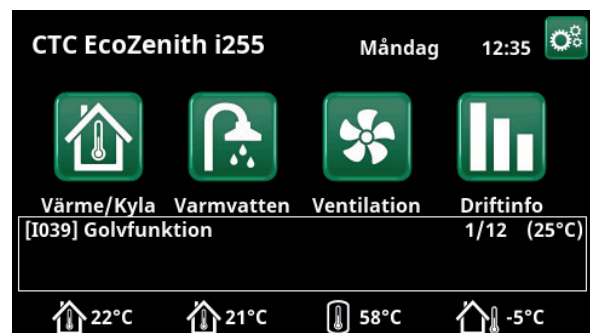 CTC EcoZenith i255 Måndag 12:35
Värme/Kyla Varmvatten Ventilation Driftinfo
[I039] Golvfunktion 1/12 (25°C)
22°C 21°C 58°C -5°C